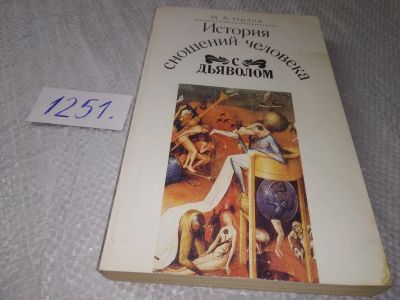 М. А. Орлов
История
сношений человека
с
дьяволом
1251.